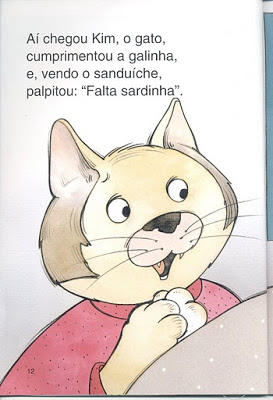 Aí chegou Kim, o gato,
cumprimentou a galinha,
e, vendo o sanduíche,
palpitou: “Falta sardinha”.
12